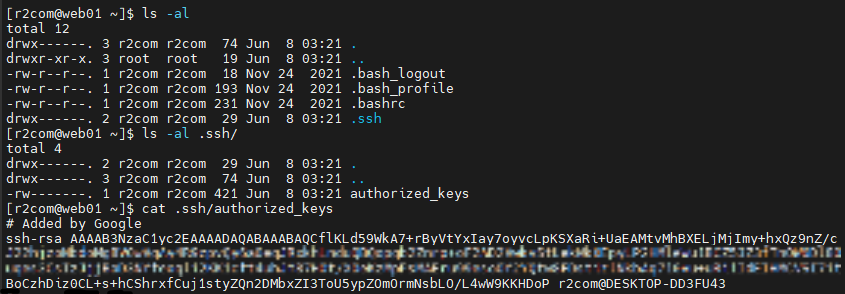 [r2com@web01 ~]$ ls -al
total 12
drwx------. 3 r2com r2com  74 Jun  8 03:21 .
drwxr-xr-x. 3 root  root   19 Jun  8 03:21 ..
-rw-r--r--. 1 r2com r2com  18 Nov 24  2021 .bash_logout
-rw-r--r--. 1 r2com r2com 193 Nov 24  2021 .bash_profile
-rw-r--r--. 1 r2com r2com 231 Nov 24  2021 .bashrc
drwx------. 2 r2com r2com  29 Jun  8 03:21 .ssh
[r2com@web01 ~]$ ls -al .ssh/
total 4
drwx------. 2 r2com r2com  29 Jun  8 03:21 .
drwx------. 3 r2com r2com  74 Jun  8 03:21 ..
-rw-------. 1 r2com r2com 421 Jun  8 03:21 authorized_keys
[r2com@web01 ~]$ cat .ssh/authorized_keys
# Added by Google
ssh-rsa AAAAB3NzaC1yc2EAAAADAQABAAABAQCflKLd59WkA7+rByVtYxIay7oyvcLpKSXaRi+UaEAMtvMhBXELjMjImy+hxQz9nZ/c
BoCzhDiz0CL+s+hCShrxfCuj1styZQn2DMbxZI3ToU5ypZOmOrmNsbLO/L4wW9KKHDoP r2com@DESKTOP-DD3FU43